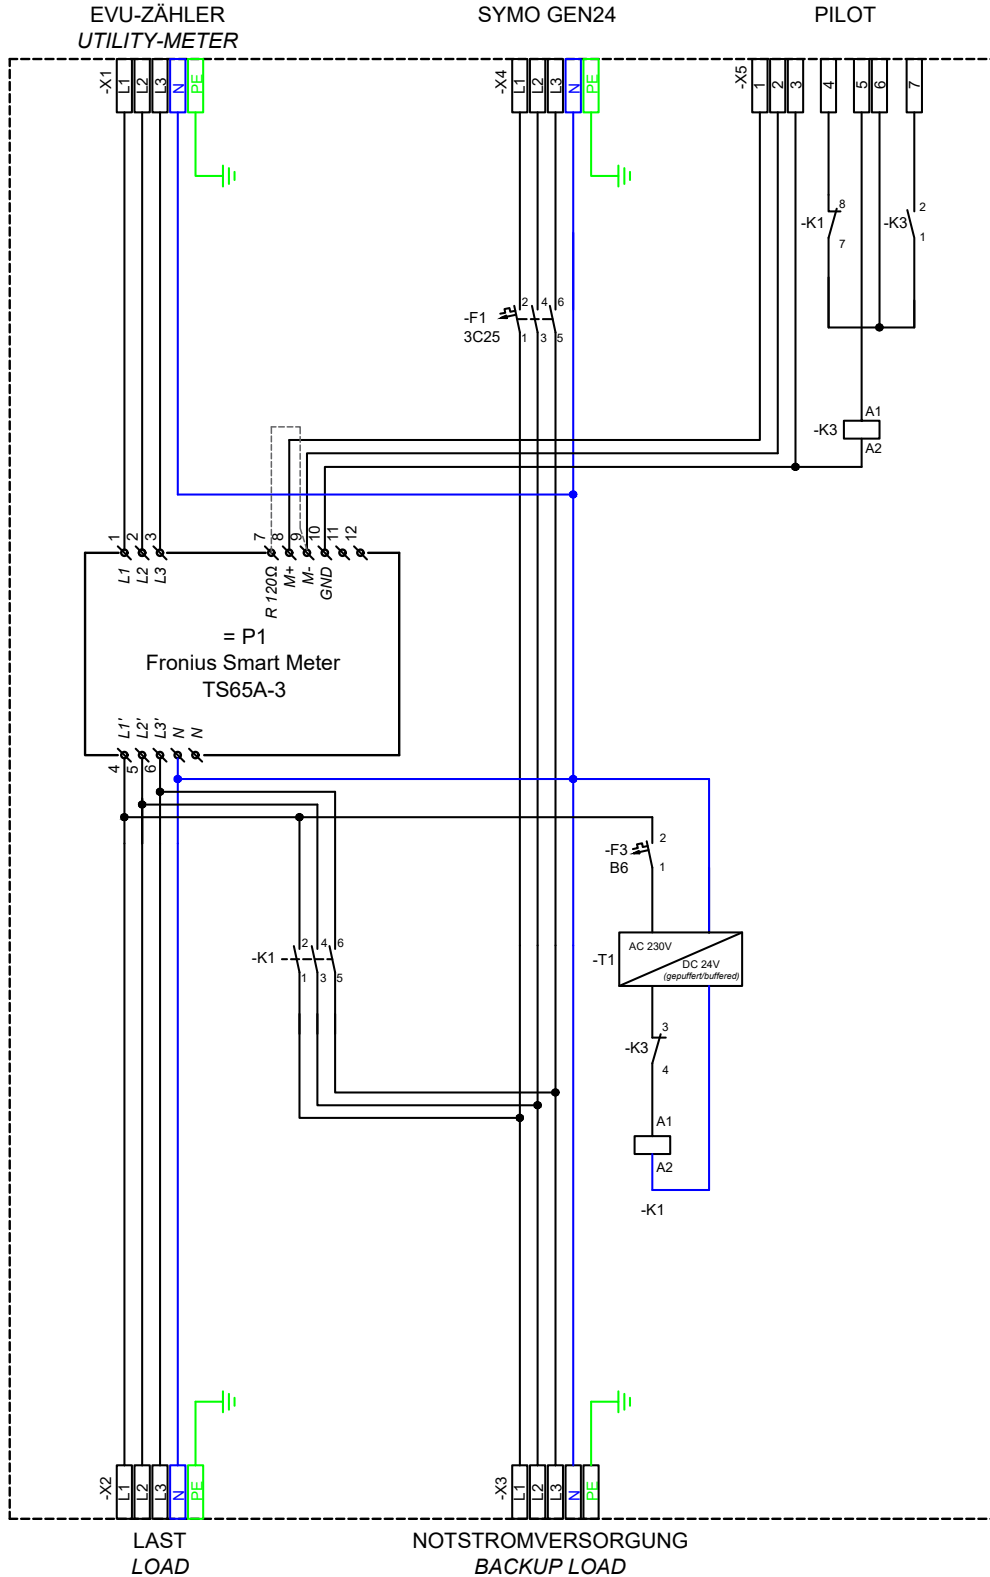 EVU-ZÄHLER
UTILITY-METER
SYMO GEN24
PILOT
-X1
L1
L2
L3
N
PE
-X4
L1
L2
L3
N
PE
-X5
1
2
3
4
5
6
7
-K1
8
7
-K3
2
1
-F1
3C25
2
4
6
1
3
5
-K3
A1
A2
1
2
3
7
8
9
10
11
12
L1
L2
L3
R 120Ω
M+
M-
GND
= P1
Fronius Smart Meter
TS65A-3
L1'
L2'
L3'
N
N
4
5
6
-F3
B6
2
1
-K1
2
4
6
1
3
5
-T1
AC 230V
DC 24V
(gepuffert/buffered)
-K3
3
4
A1
A2
-K1
-X2
L1
L2
L3
N
PE
-X3
L1
L2
L3
N
PE
LAST
LOAD
NOTSTROMVERSORGUNG
BACKUP LOAD